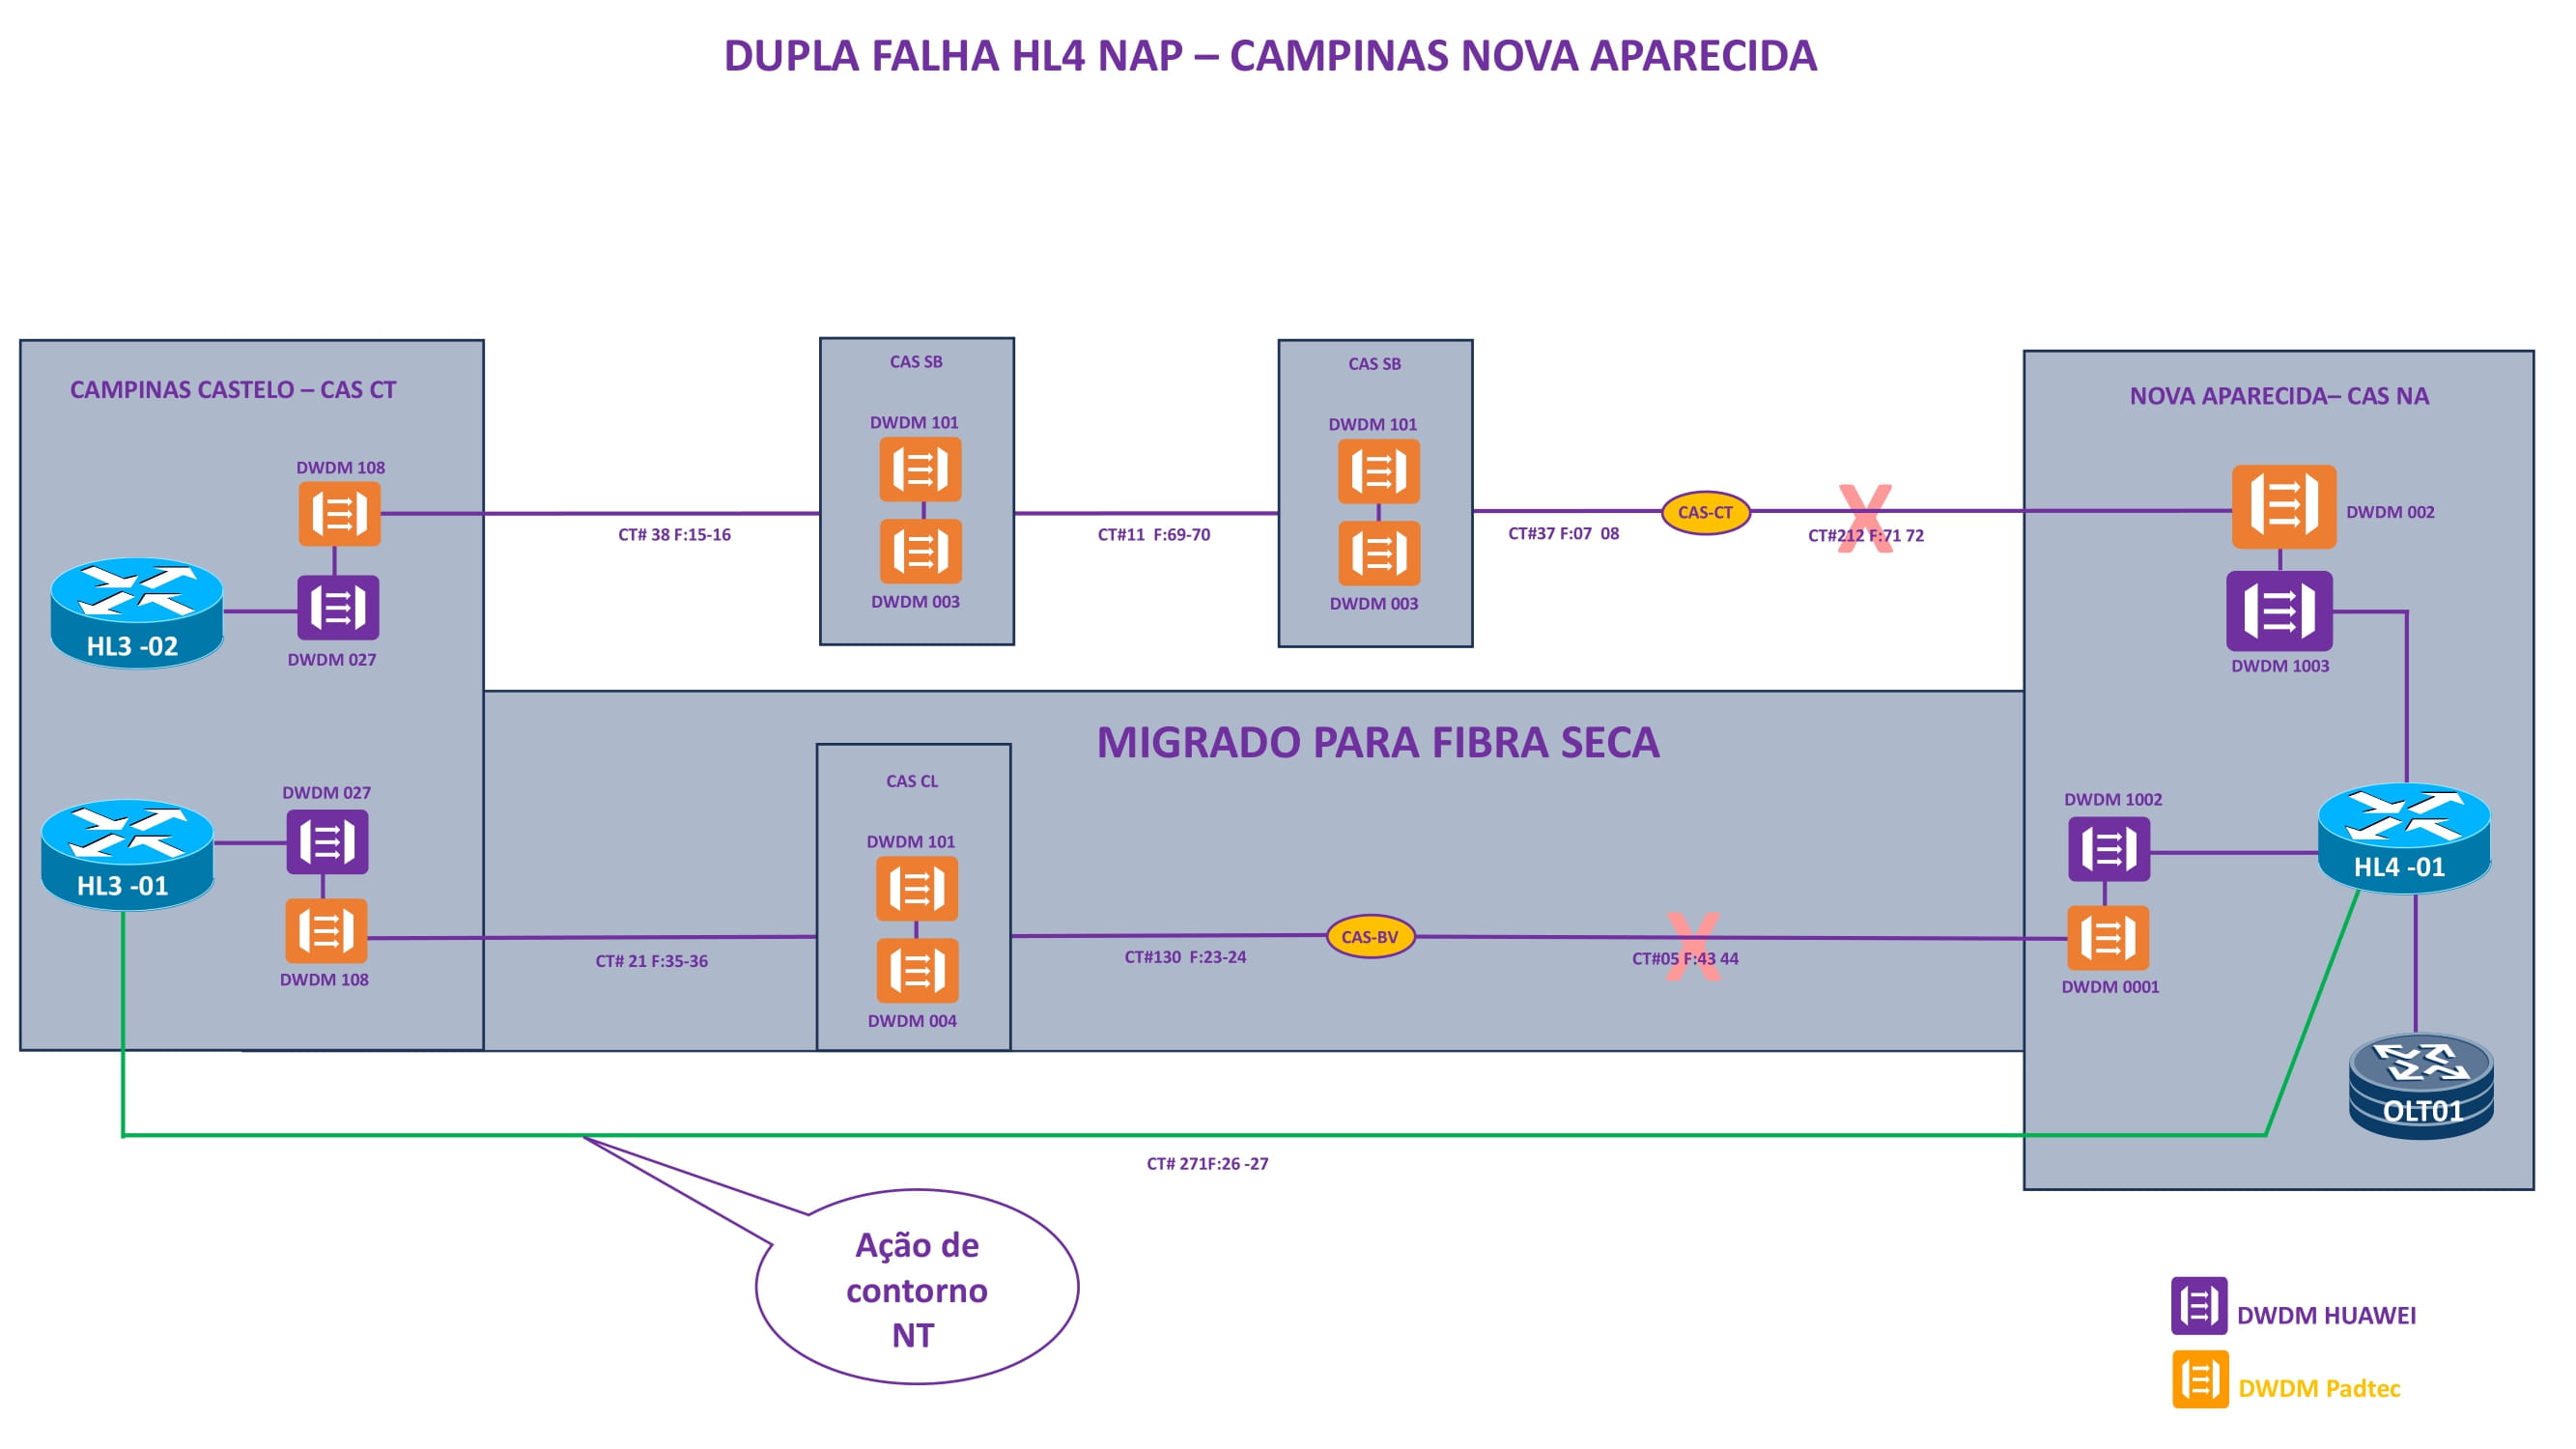 DUPLA FALHA HL4 NAP – CAMPINAS NOVA APARECIDA
CAMPINAS CASTELO – CAS CT
DWDM 108
HL3 -02
DWDM 027
CT# 38 F:15-16
CAS SB
DWDM 101
DWDM 003
CT#11  F:69-70
CAS SB
DWDM 101
DWDM 003
CT#37 F:07  08
CAS-CT
X
CT#212 F:71 72
NOVA APARECIDA– CAS NA
DWDM 002
DWDM 1003
MIGRADO PARA FIBRA SECA
DWDM 027
HL3 -01
DWDM 108
CT# 21 F:35-36
CAS CL
DWDM 101
DWDM 004
CT#130  F:23-24
CAS-BV
X
CT#05 F:43 44
DWDM 1002
HL4 -01
DWDM 0001
OLT01
CT# 271F:26 -27
Ação de
contorno
NT
DWDM HUAWEI
DWDM Padtec